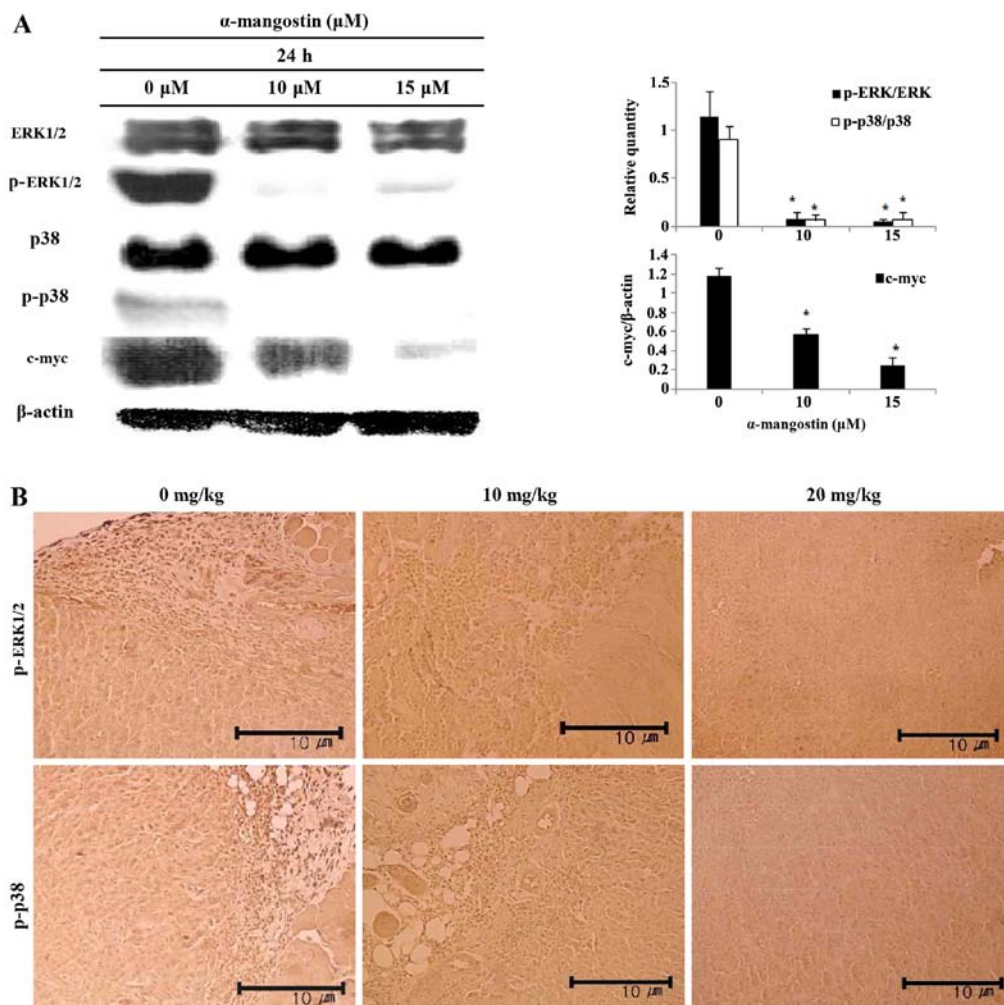 A
α-mangostin (μM)
24 h
0 μM 10 μM 15 μM
ERK1/2
p-ERK1/2
p38
p-p38
c-myc
β-actin
Relative quantity
1.5
1
0.5
0
p-ERK/ERK
p-p38/p38
* * * *
0 10 15
c-myc/β-actin
1.4
1.2
1
0.8
0.6
0.4
0.2
0
c-myc
* *
0 10 15
α-mangostin (μM)
B
0 mg/kg 10 mg/kg 20 mg/kg
p-ERK1/2
10 ㎛ 10 ㎛ 10 ㎛
p-p38
10 ㎛ 10 ㎛ 10 ㎛